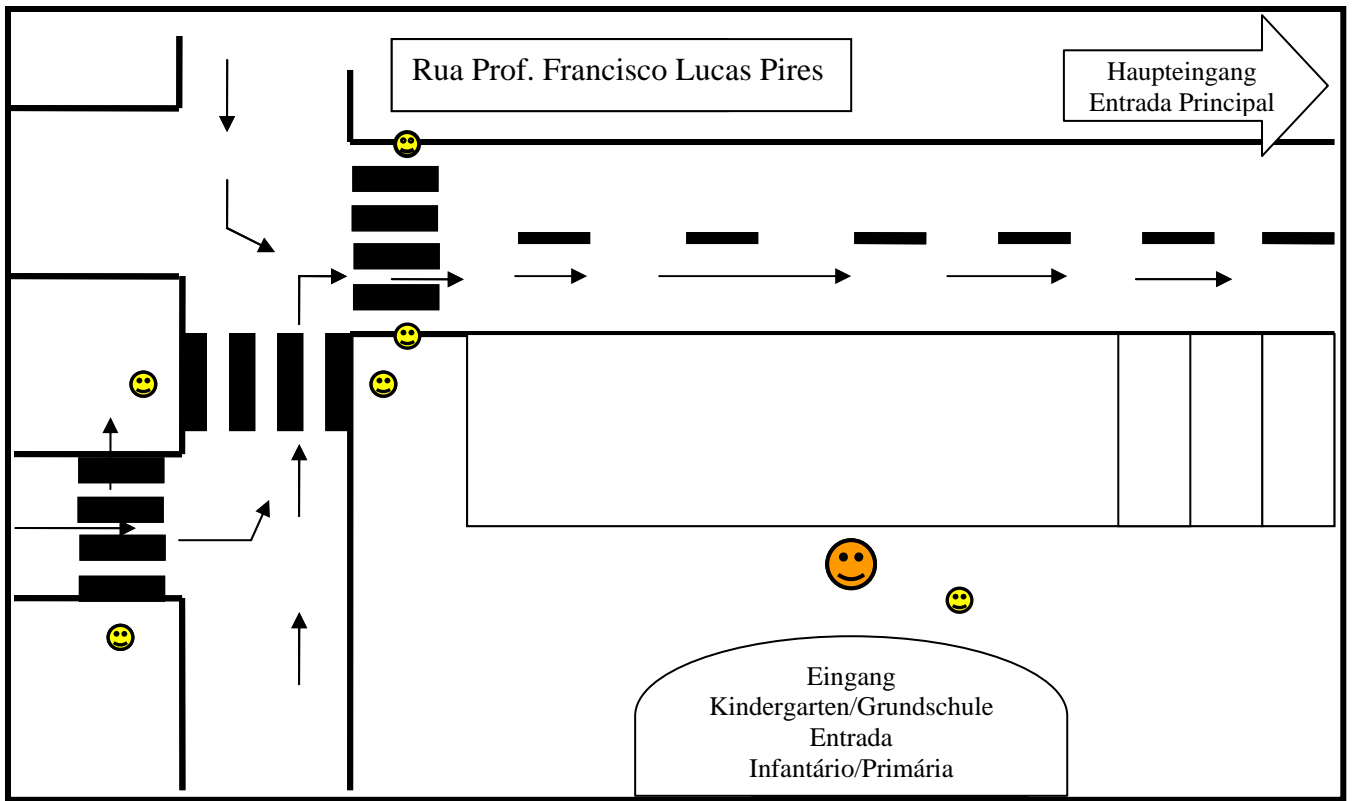 Rua Prof. Francisco Lucas Pires
Haupteingang
Entrada Principal
Eingang
Kindergarten/Grundschule
Entrada
Infantário/Primária